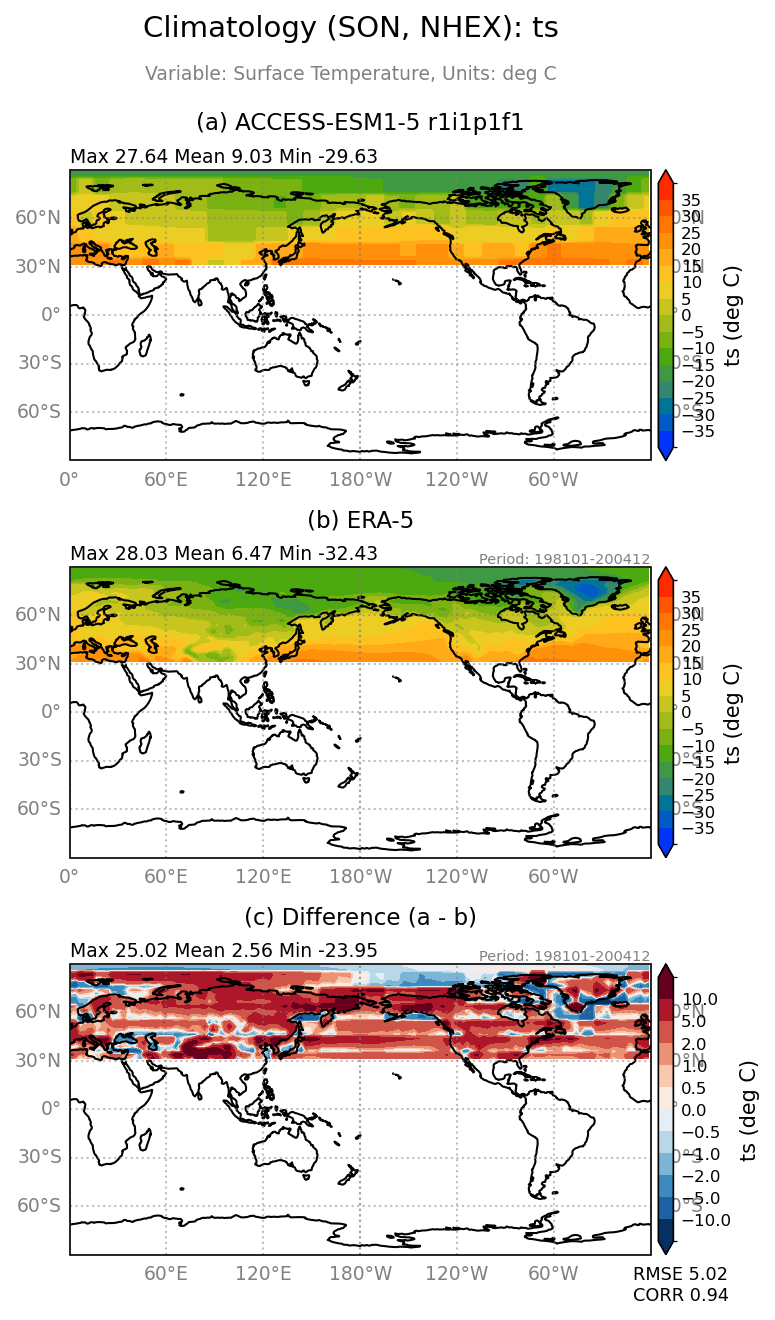 Climatology (SON, NHEX): ts
Variable: Surface Temperature, Units: deg C
(a) ACCESS-ESM1-5 r1i1p1f1
Max 27.64 Mean 9.03 Min -29.63
60°N
30°N
0°
30°S
60°S
0°
60°E
120°E
180°W
120°W
60°W
35
30
25
20
15
10
5
0
−5
−10
−15
−20
−25
−30
−35
ts (deg C)
(b) ERA-5
Max 28.03 Mean 6.47 Min -32.43
Period: 198101-200412
60°N
30°N
0°
30°S
60°S
0°
60°E
120°E
180°W
120°W
60°W
35
30
25
20
15
10
5
0
−5
−10
−15
−20
−25
−30
−35
ts (deg C)
(c) Difference (a - b)
Max 25.02 Mean 2.56 Min -23.95
Period: 198101-200412
60°N
30°N
0°
30°S
60°S
60°E
120°E
180°W
120°W
60°W
10.0
5.0
2.0
1.0
0.5
0.0
−0.5
−1.0
−2.0
−5.0
−10.0
ts (deg C)
RMSE 5.02
CORR 0.94